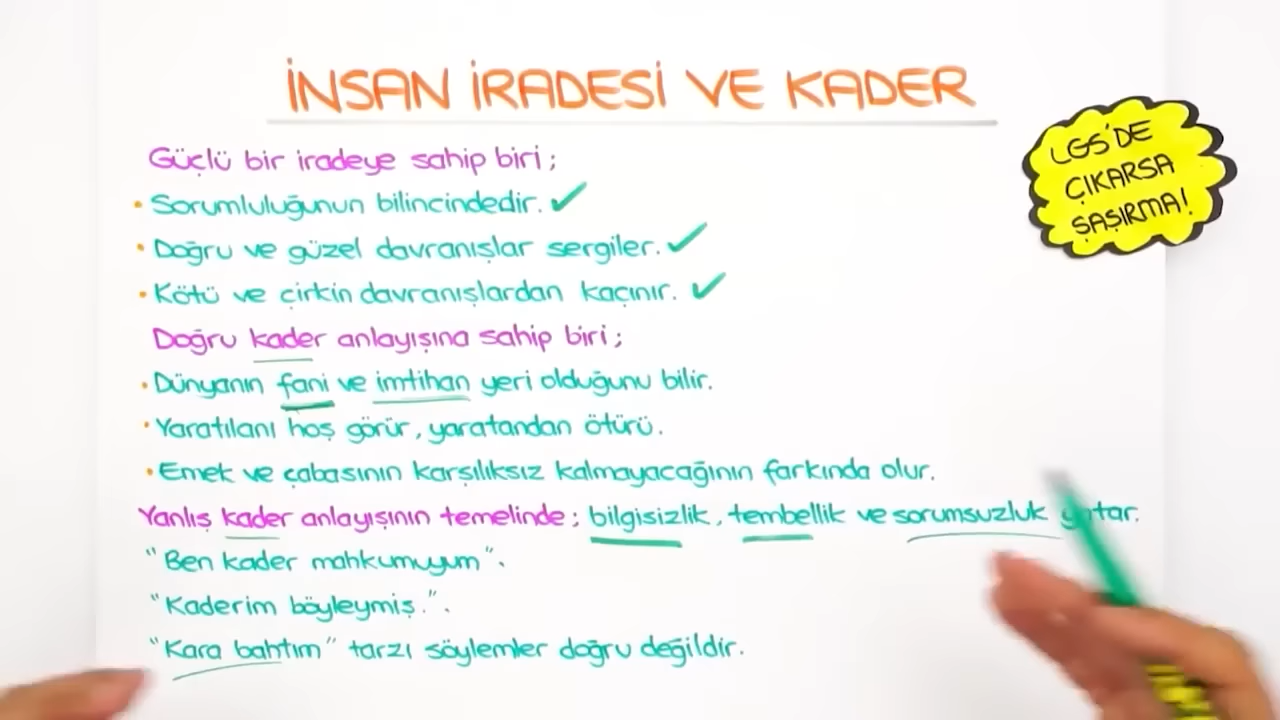 İNSAN İRADESİ VE KADER
LGS'DE
ÇIKARSA
ŞAŞIRMA!
Güçlü bir iradeye sahip biri;
• Sorumluluğunun bilincindedir. ✓
• Doğru ve güzel davranışlar sergiler. ✓
• Kötü ve çirkin davranışlardan kaçınır. ✓
Doğru kader anlayışına sahip biri;
• Dünyanın fani ve imtihan yeri olduğunu bilir.
• Yaratılanı hoş görür, yaratandan ötürü.
• Emek ve çabasının karşılıksız kalmayacağının farkında olur.
Yanlış kader anlayışının temelinde; bilgisizlik, tembellik ve sorumsuzluk yatar.
"Ben kader mahkumuyum".
"Kaderim böyleymiş.".
"Kara bahtım" tarzı söylemler doğru değildir.